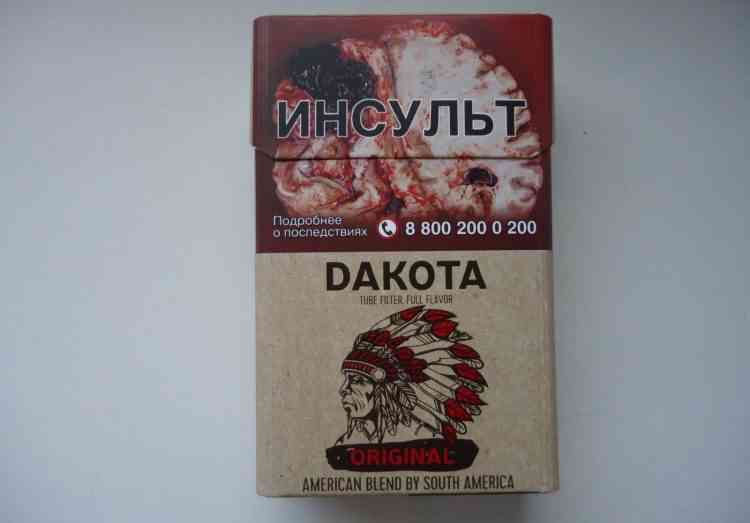 ИНСУЛЬТ
Подробнее
о последствиях 8 800 200 0 200
DAKOTA
TUBE FILTER. FULL FLAVOR
ORIGINAL
AMERICAN BLEND BY SOUTH AMERICA